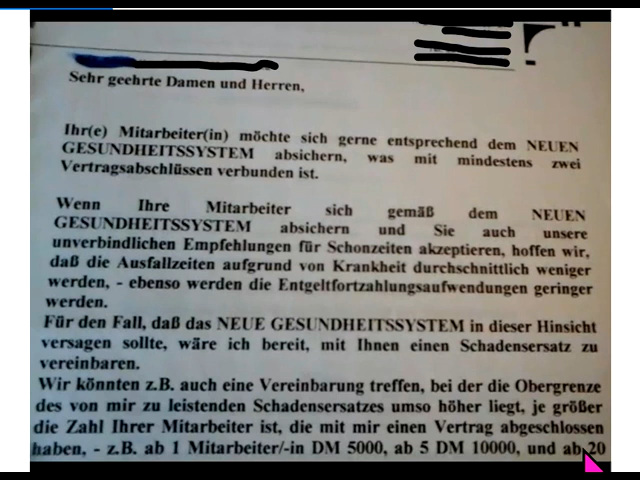 Sehr geehrte Damen und Herren,
Ihr(e) Mitarbeiter(in) möchte sich gerne entsprechend dem NEUEN
GESUNDHEITSSYSTEM absichern, was mit mindestens zwei
Vertragsabschlüssen verbunden ist.
Wenn Ihre Mitarbeiter sich gemäß dem NEUEN
GESUNDHEITSSYSTEM absichern und Sie auch unsere
unverbindlichen Empfehlungen für Schonzeiten akzeptieren, hoffen wir,
daß die Ausfallzeiten aufgrund von Krankheit durchschnittlich weniger
werden, - ebenso werden die Entgeltfortzahlungsaufwendungen geringer
werden.
Für den Fall, daß das NEUE GESUNDHEITSSYSTEM in dieser Hinsicht
versagen sollte, wäre ich bereit, mit Ihnen einen Schadensersatz zu
vereinbaren.
Wir könnten z.B. auch eine Vereinbarung treffen, bei der die Obergrenze
des von mir zu leistenden Schadensersatzes umso höher liegt, je größer
die Zahl Ihrer Mitarbeiter ist, die mit mir einen Vertrag abgeschlossen
haben, - z.B. ab 1 Mitarbeiter/-in DM 5000, ab 5 DM 10000, und ab 20